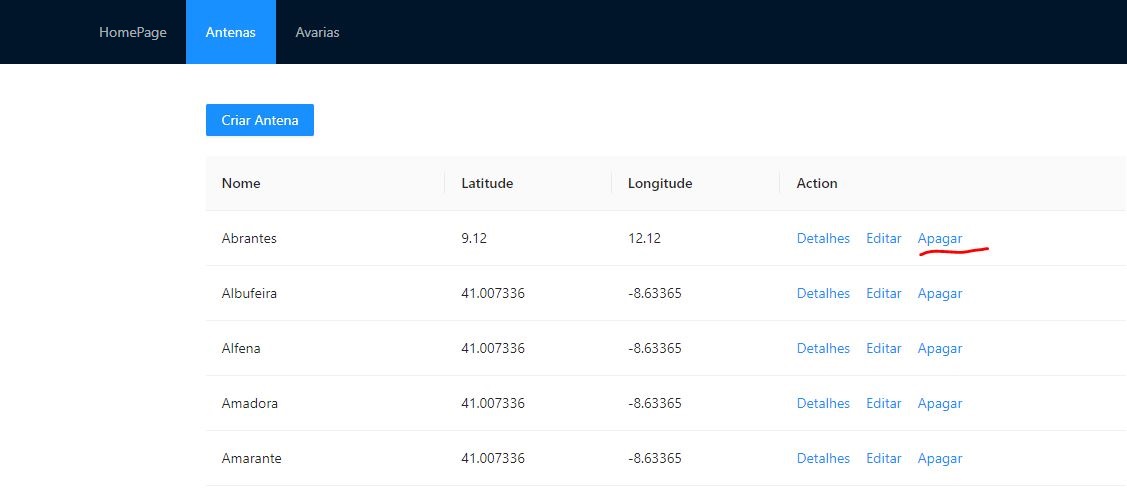 HomePage Antenas Avarias
Criar Antena
Nome Latitude Longitude Action
Abrantes 9.12 12.12 Detalhes Editar Apagar
Albufeira 41.007336 -8.63365 Detalhes Editar Apagar
Alfena 41.007336 -8.63365 Detalhes Editar Apagar
Amadora 41.007336 -8.63365 Detalhes Editar Apagar
Amarante 41.007336 -8.63365 Detalhes Editar Apagar